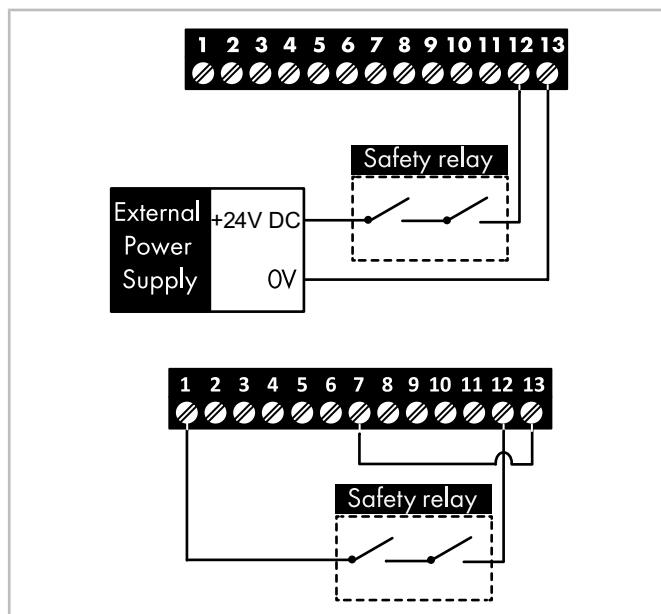 1 2 3 4 5 6 7 8 9 10 11 12 13
Safety relay
External
Power
Supply
+24V DC
0V
1 2 3 4 5 6 7 8 9 10 11 12 13
Safety relay